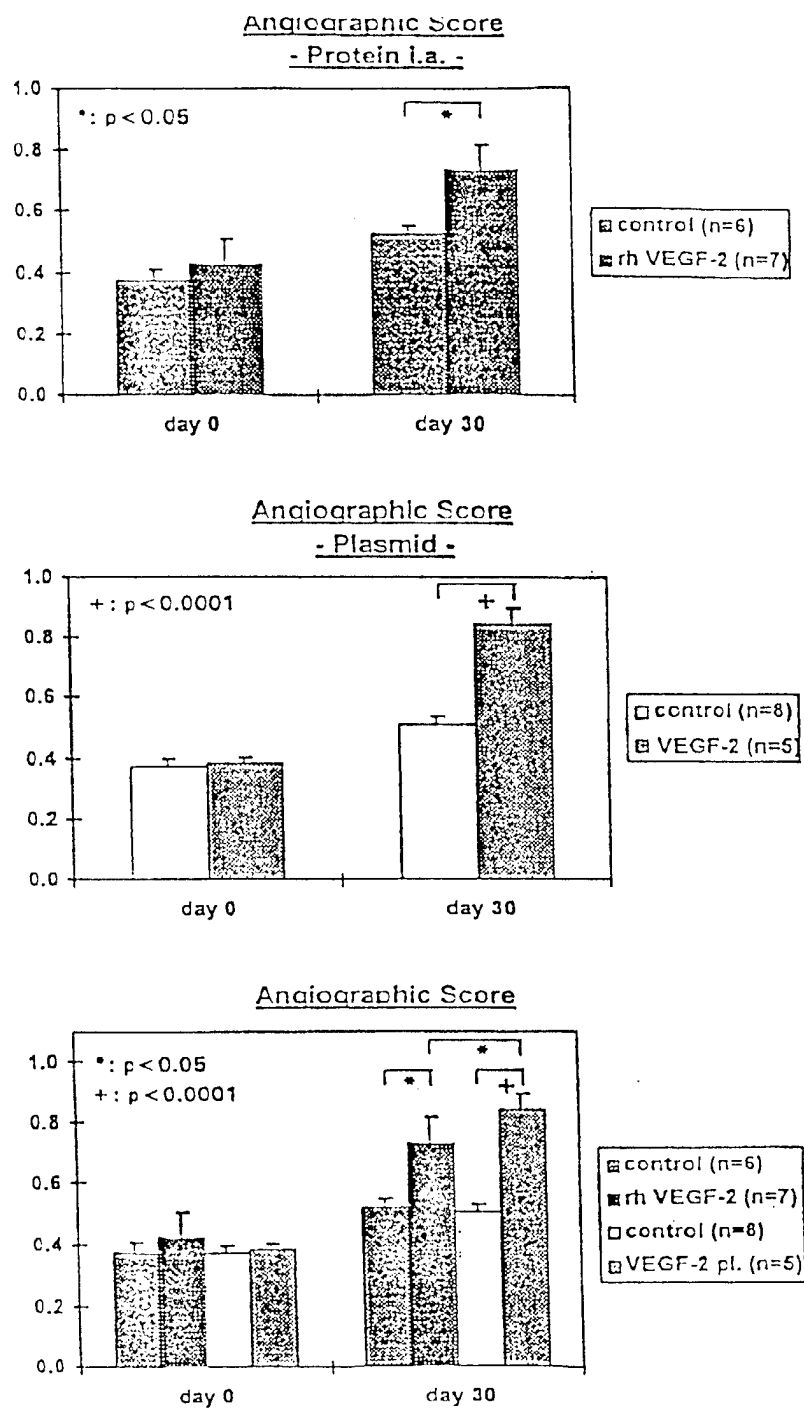 Angiographic Score
- Protein i.a. -
1.0
*: p<0.05
*
0.8
0.6
control (n=6)
rh VEGF-2 (n=7)
0.4
0.2
0.0
day 0
day 30
Angiographic Score
- Plasmid -
1.0
+: p<0.0001
+
0.8
0.6
control (n=8)
VEGF-2 (n=5)
0.4
0.2
0.0
day 0
day 30
Angiographic Score
*: p<0.05
*
1.0
+: p<0.0001
*
+
0.8
0.6
control (n=6)
rh VEGF-2 (n=7)
control (n=8)
VEGF-2 pl. (n=5)
0.4
0.2
0.0
day 0
day 30